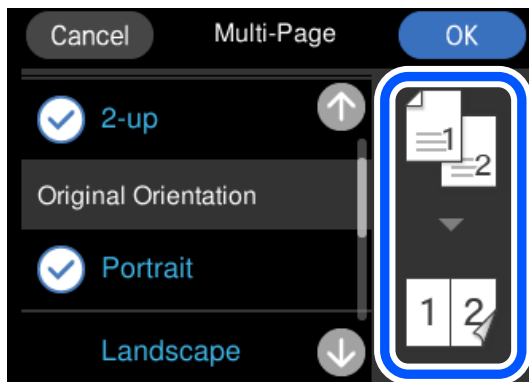 Cancel Multi-Page OK
2-up
Original Orientation
Portrait
Landscape
1
2
1 2